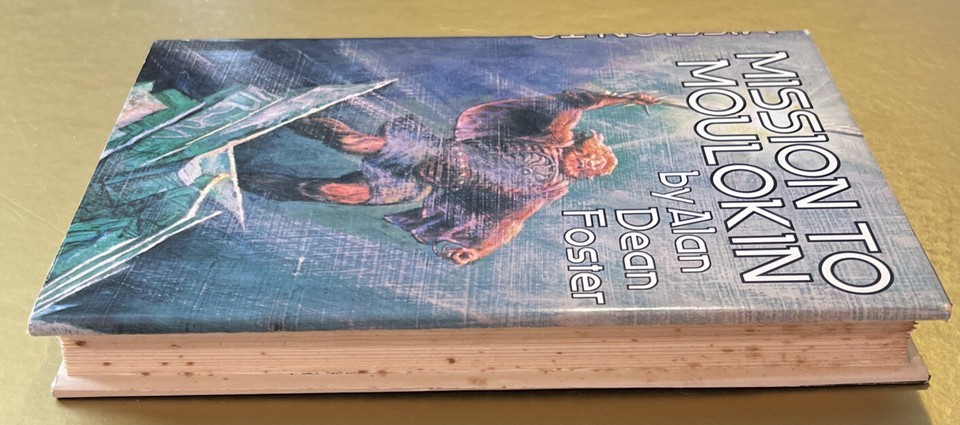 MISSION TO
MOULOKIN
by Alan
Dean
Foster